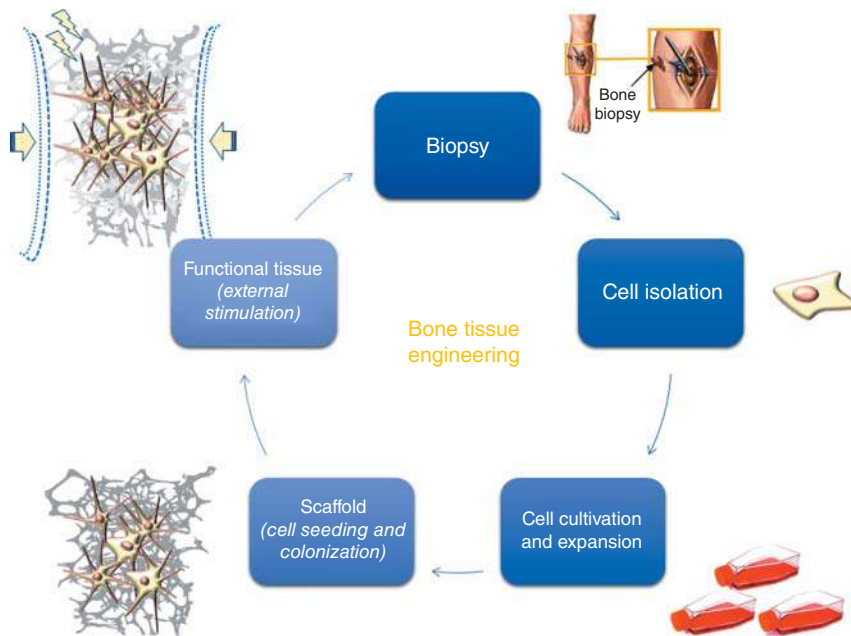 Bone
biopsy
Biopsy
Cell isolation
Cell cultivation
and expansion
Scaffold
(cell seeding and
colonization)
Functional tissue
(external
stimulation)
Bone tissue
engineering